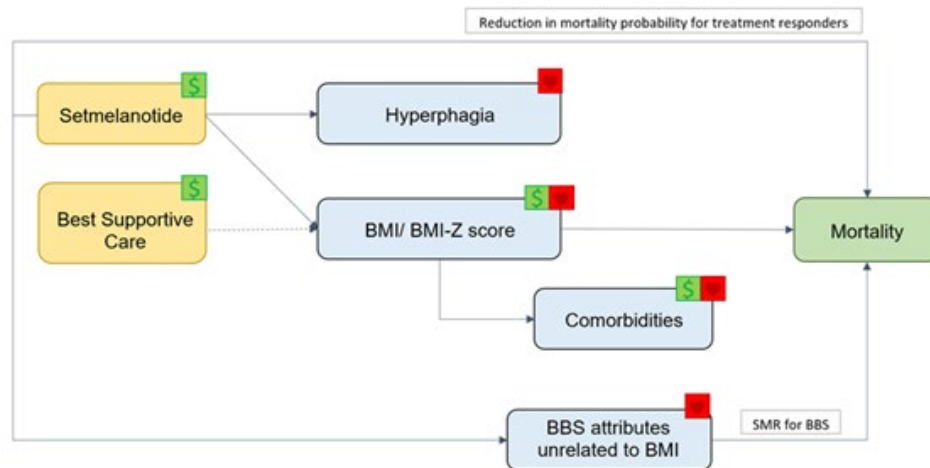 Reduction in mortality probability for treatment responders
$
Setmelanotide
Hyperphagia
$
Best Supportive
Care
$
BMI/ BMI-Z score
Mortality
$
Comorbidities
BBS attributes
unrelated to BMI
SMR for BBS